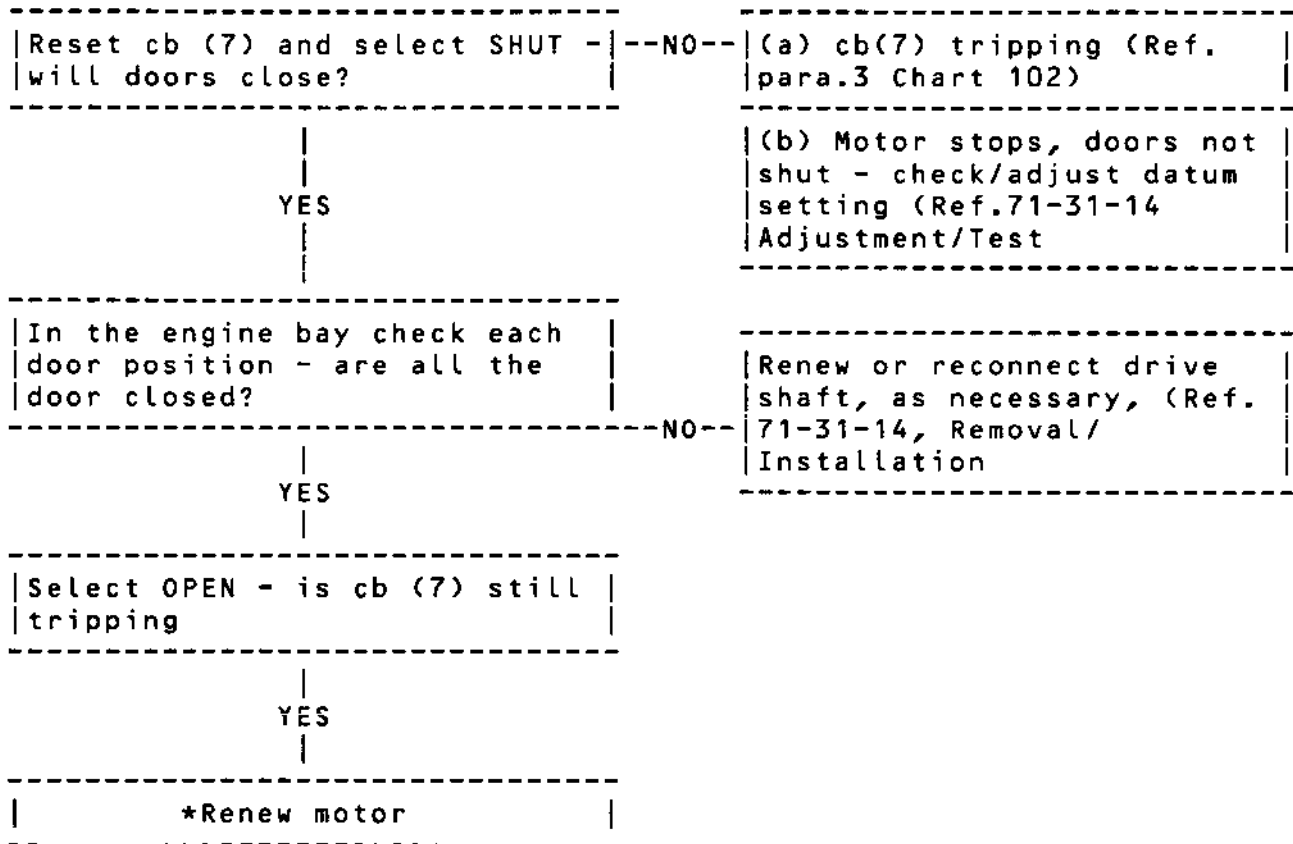 Reset cb (7) and select SHUT -
will doors close?
--NO--
(a) cb(7) tripping (Ref.
para.3 Chart 102)
(b) Motor stops, doors not
shut - check/adjust datum
setting (Ref.71-31-14
Adjustment/Test
YES
In the engine bay check each
door position - are all the
door closed?
--NO--
Renew or reconnect drive
shaft, as necessary, (Ref.
71-31-14, Removal/
Installation
YES
Select OPEN - is cb (7) still
tripping
YES
*Renew motor